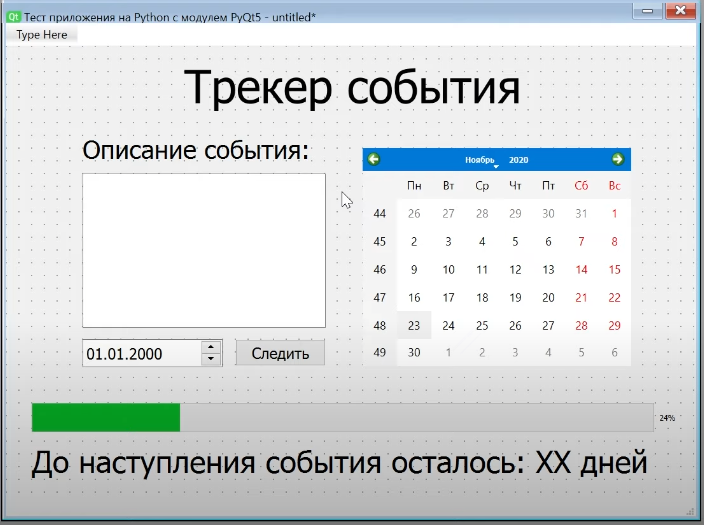 Qt Тест приложения на Python с модулем PyQt5 - untitled*
Type Here
Трекер события
Описание события:
Ноябрь 2020
Пн Вт Ср Чт Пт Сб Вс
44 26 27 28 29 30 31 1
45 2 3 4 5 6 7 8
46 9 10 11 12 13 14 15
47 16 17 18 19 20 21 22
48 23 24 25 26 27 28 29
49 30 1 2 3 4 5 6
01.01.2000 Следить
24%
До наступления события осталось: XX дней